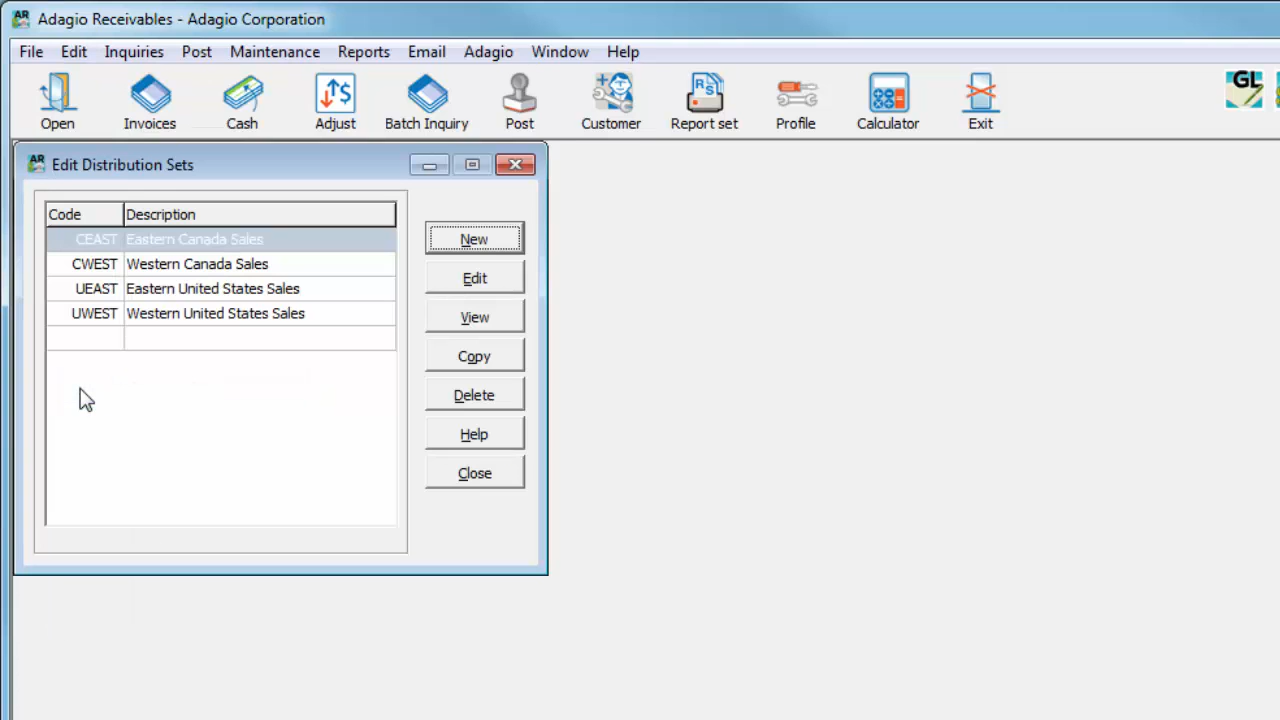 AR Adagio Receivables - Adagio Corporation
File Edit Inquiries Post Maintenance Reports Email Adagio Window Help
RS GL
Open Invoices Cash Adjust Batch Inquiry Post Customer Report set Profile Calculator Exit
AR Edit Distribution Sets
Code Description
CEAST Eastern Canada Sales
CWEST Western Canada Sales
UEAST Eastern United States Sales
UWEST Western United States Sales
New
Edit
View
Copy
Delete
Help
Close